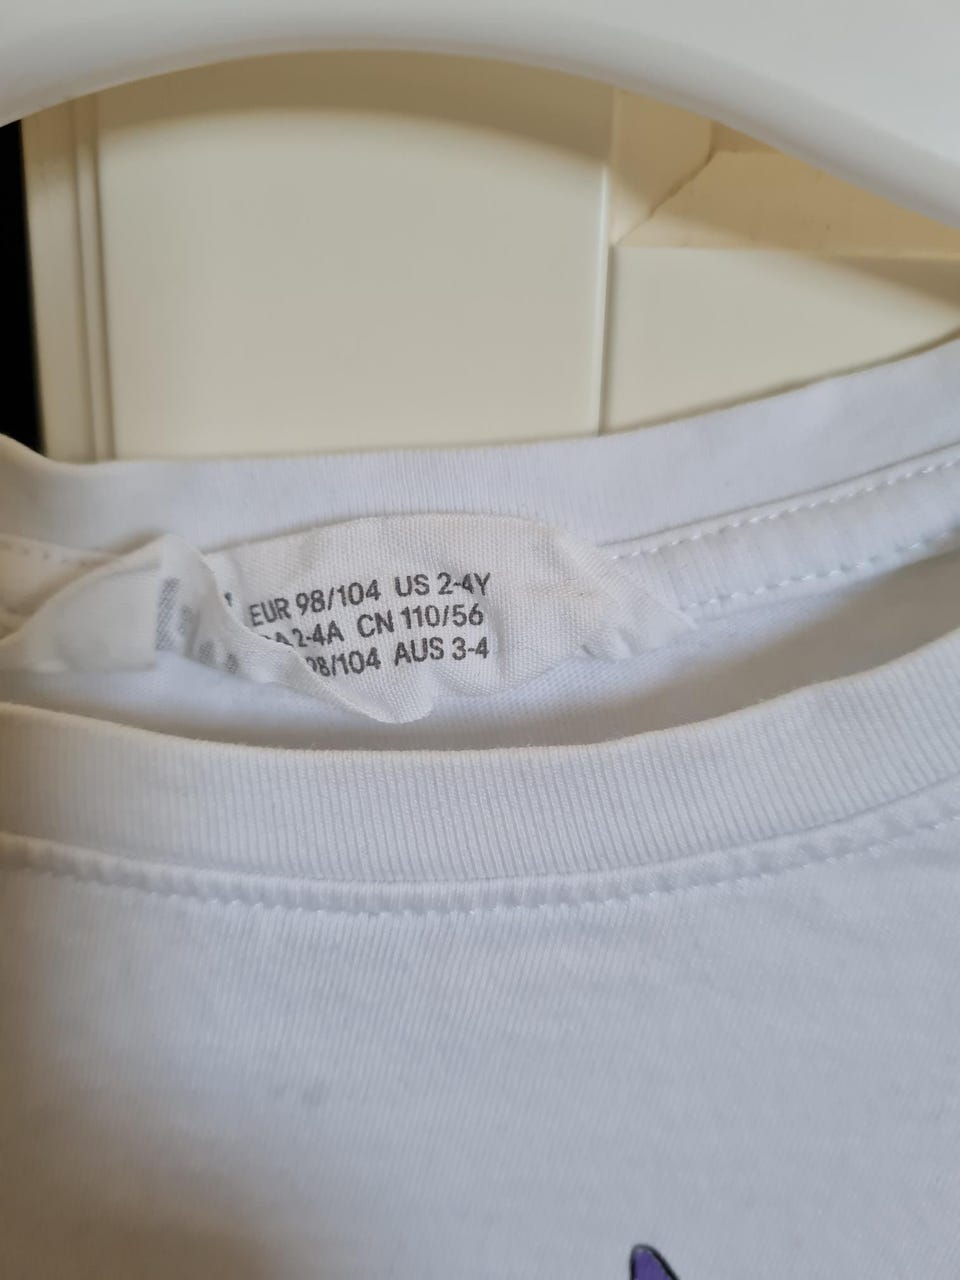 EUR 98/104 US 2-4Y
2-4A CN 110/56
98/104 AUS 3-4